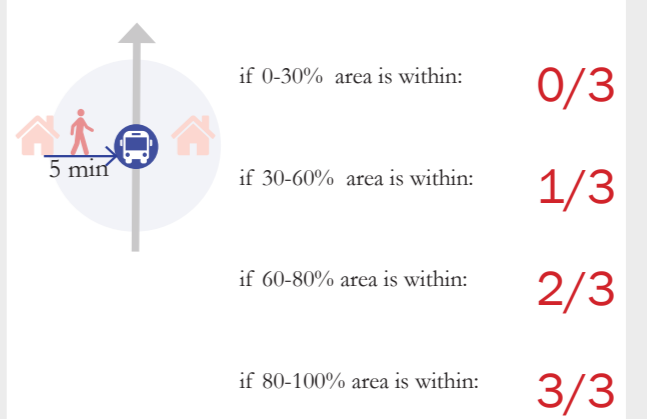 if 0-30% area is within:
0/3
5 min
if 30-60% area is within:
1/3
if 60-80% area is within:
2/3
if 80-100% area is within:
3/3